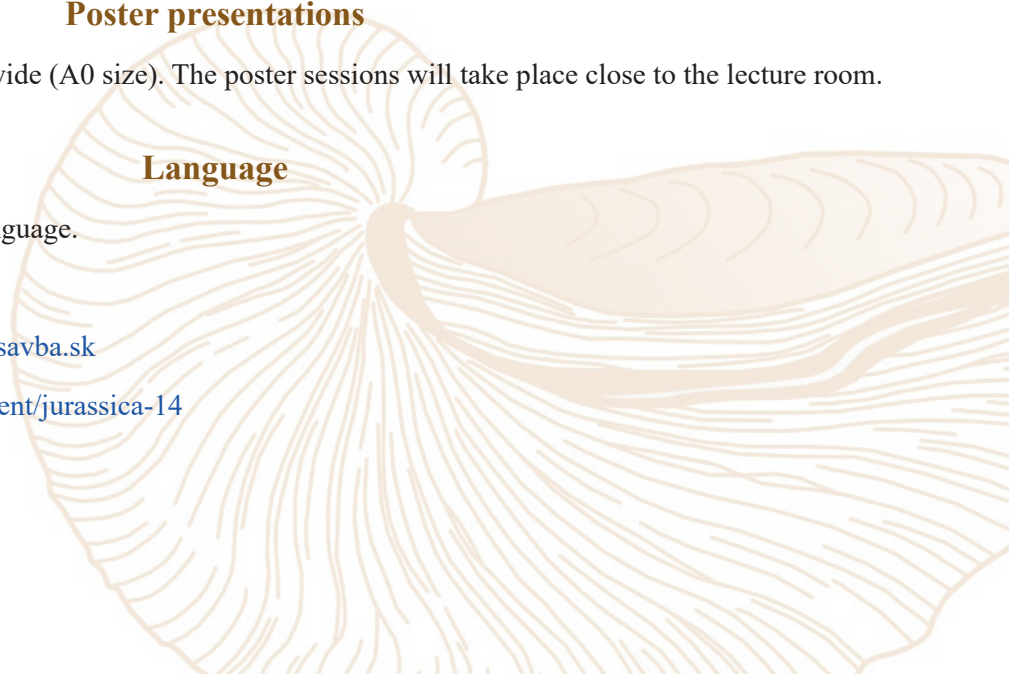 Poster presentations
wide (A0 size). The poster sessions will take place close to the lecture room.
Language
guage.
savba.sk
ent/jurassica-14